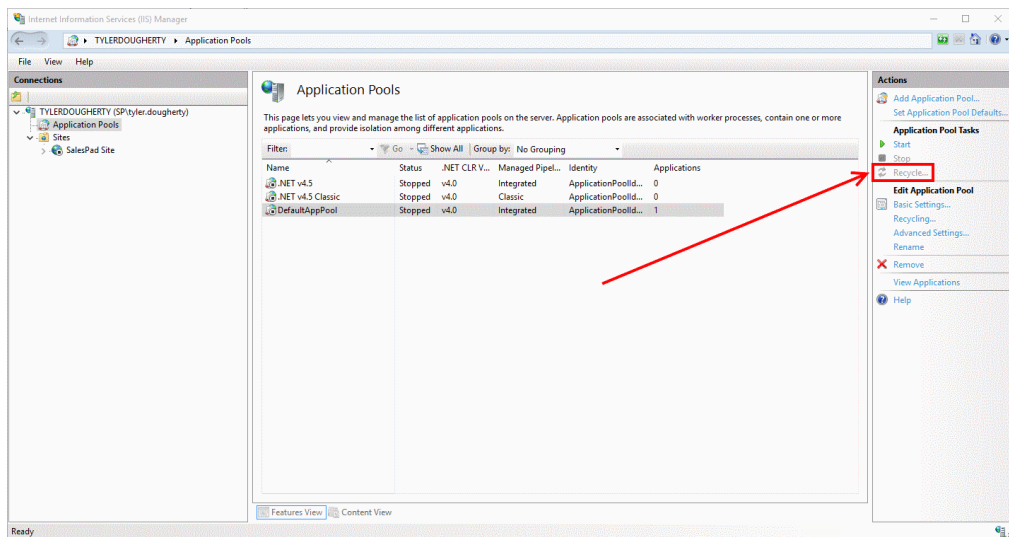 Internet Information Services (IIS) Manager
TYLERDOUGHERTY Application Pools
File View Help
Connections
TYLERDOUGHERTY (SP\tyler.dougherty)
Application Pools
Sites
SalesPad Site
Application Pools
This page lets you view and manage the list of application pools on the server. Application pools are associated with worker processes, contain one or more
applications, and provide isolation among different applications.
Filter: Go Show All Group by: No Grouping
Name Status .NET CLR V... Managed Pipel... Identity Applications
.NET v4.5 Stopped v4.0 Integrated ApplicationPoolId... 0
.NET v4.5 Classic Stopped v4.0 Classic ApplicationPoolId... 0
DefaultAppPool Stopped v4.0 Integrated ApplicationPoolId... 1
Features View Content View
Actions
Add Application Pool...
Set Application Pool Defaults...
Application Pool Tasks
Start
Stop
Recycle...
Edit Application Pool
Basic Settings...
Recycling...
Advanced Settings...
Rename
Remove
View Applications
Help
Ready